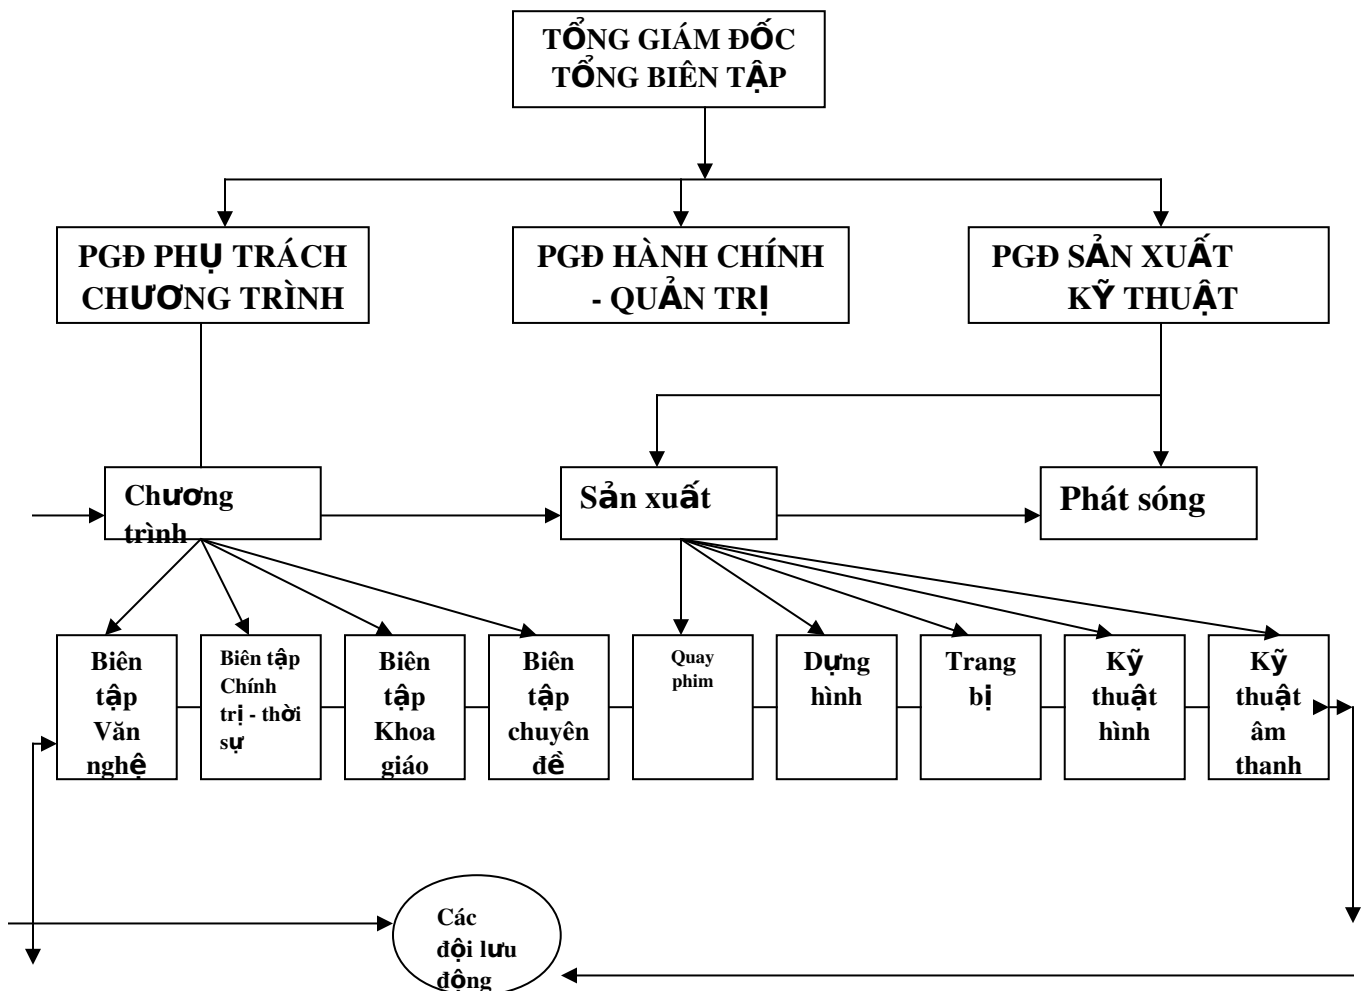 TỔNG GIÁM ĐỐC
TỔNG BIÊN TẬP
PGĐ PHỤ TRÁCH
CHƯƠNG TRÌNH
PGĐ HÀNH CHÍNH
- QUẢN TRỊ
PGĐ SẢN XUẤT
KỸ THUẬT
Chương
trình
Sản xuất
Phát sóng
Biên
tập
Văn
nghệ
Biên tập
Chính
trị - thời
sự
Biên
tập
Khoa
giáo
Biên
tập
chuyên
đề
Quay
phim
Dựng
hình
Trang
bị
Kỹ
thuật
hình
Kỹ
thuật
âm
thanh
Các
đội lưu
động